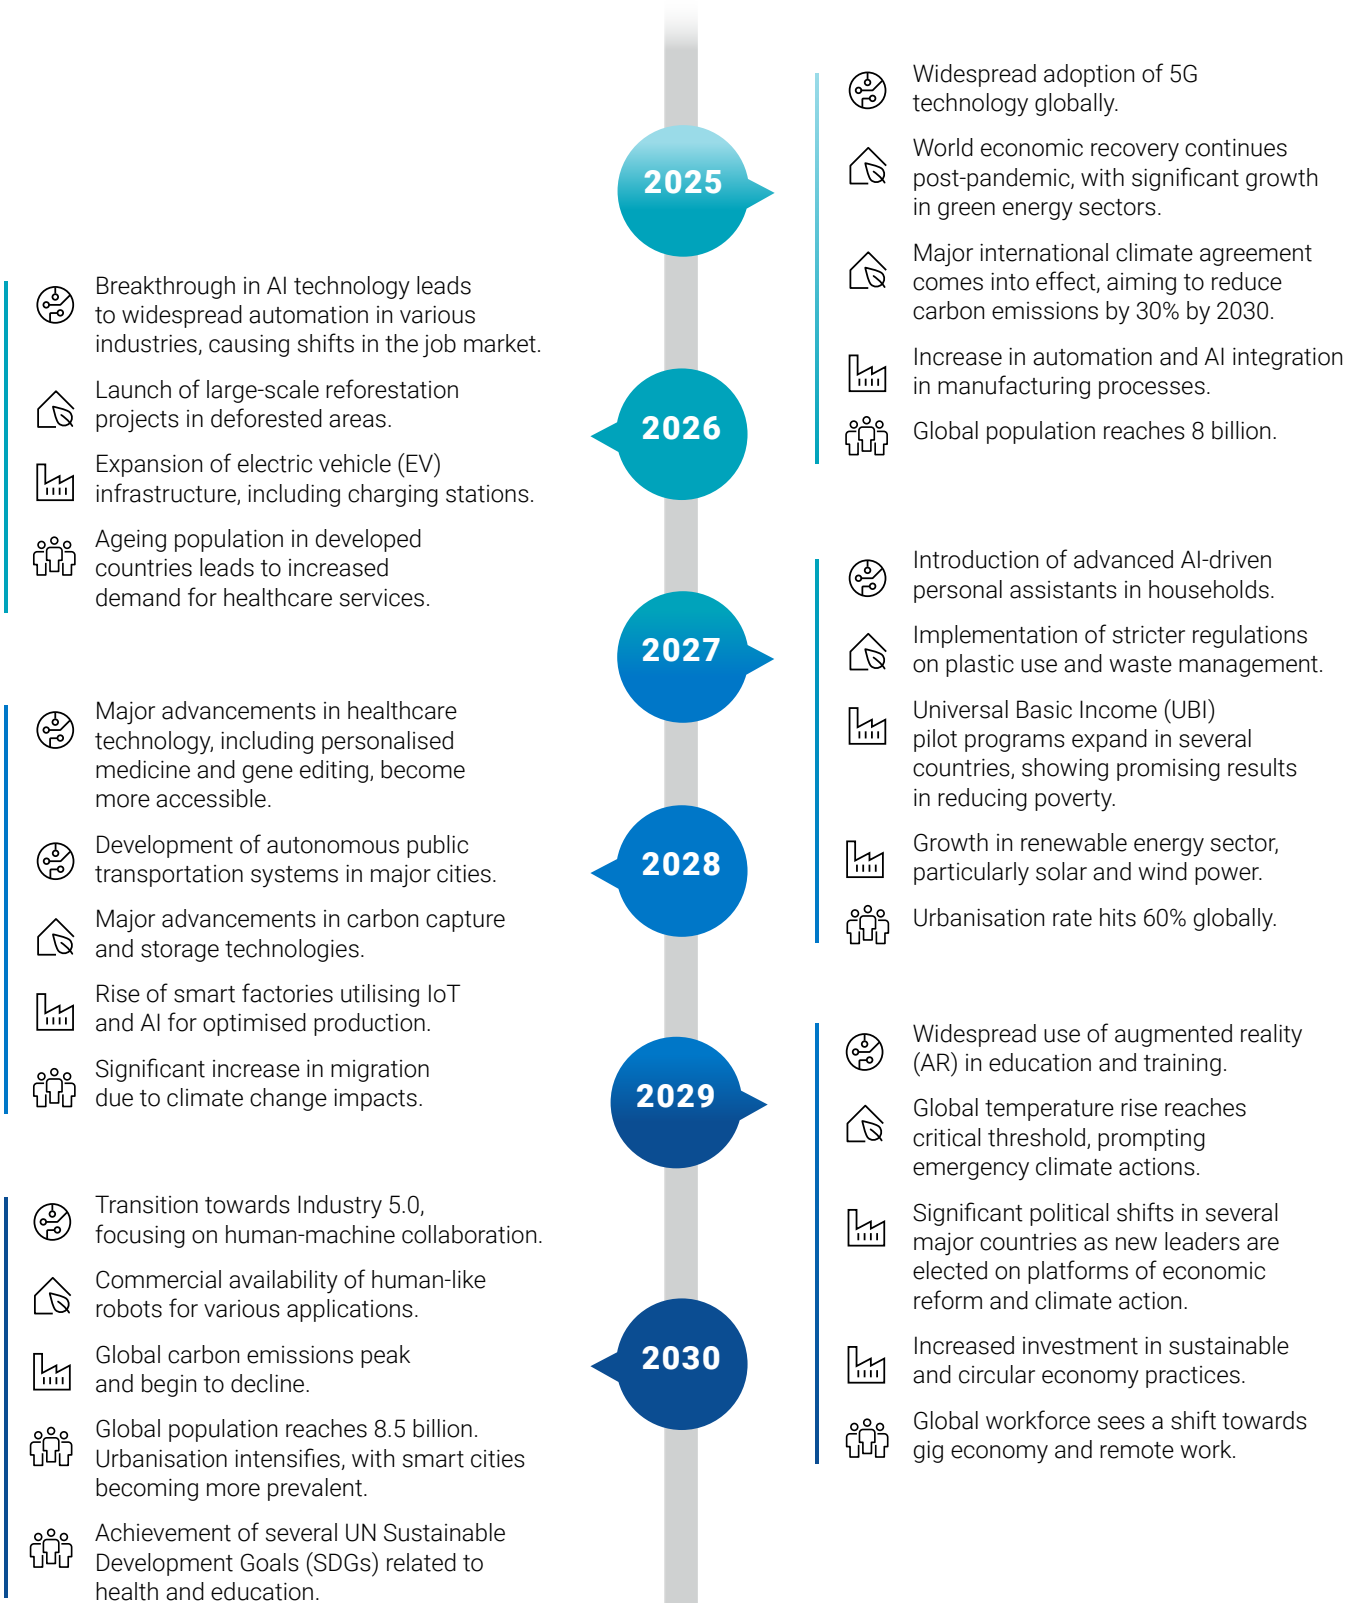 2025
Widespread adoption of 5G
technology globally.
World economic recovery continues
post-pandemic, with significant growth
in green energy sectors.
Major international climate agreement
comes into effect, aiming to reduce
carbon emissions by 30% by 2030.
Increase in automation and AI integration
in manufacturing processes.
Global population reaches 8 billion.
2026
Breakthrough in AI technology leads
to widespread automation in various
industries, causing shifts in the job market.
Launch of large-scale reforestation
projects in deforested areas.
Expansion of electric vehicle (EV)
infrastructure, including charging stations.
Ageing population in developed
countries leads to increased
demand for healthcare services.
2027
Introduction of advanced AI-driven
personal assistants in households.
Implementation of stricter regulations
on plastic use and waste management.
Universal Basic Income (UBI)
pilot programs expand in several
countries, showing promising results
in reducing poverty.
Growth in renewable energy sector,
particularly solar and wind power.
Urbanisation rate hits 60% globally.
2028
Major advancements in healthcare
technology, including personalised
medicine and gene editing, become
more accessible.
Development of autonomous public
transportation systems in major cities.
Major advancements in carbon capture
and storage technologies.
Rise of smart factories utilising IoT
and AI for optimised production.
Significant increase in migration
due to climate change impacts.
2029
Widespread use of augmented reality
(AR) in education and training.
Global temperature rise reaches
critical threshold, prompting
emergency climate actions.
Significant political shifts in several
major countries as new leaders are
elected on platforms of economic
reform and climate action.
Increased investment in sustainable
and circular economy practices.
Global workforce sees a shift towards
gig economy and remote work.
2030
Transition towards Industry 5.0,
focusing on human-machine collaboration.
Commercial availability of human-like
robots for various applications.
Global carbon emissions peak
and begin to decline.
Global population reaches 8.5 billion.
Urbanisation intensifies, with smart cities
becoming more prevalent.
Achievement of several UN Sustainable
Development Goals (SDGs) related to
health and education.